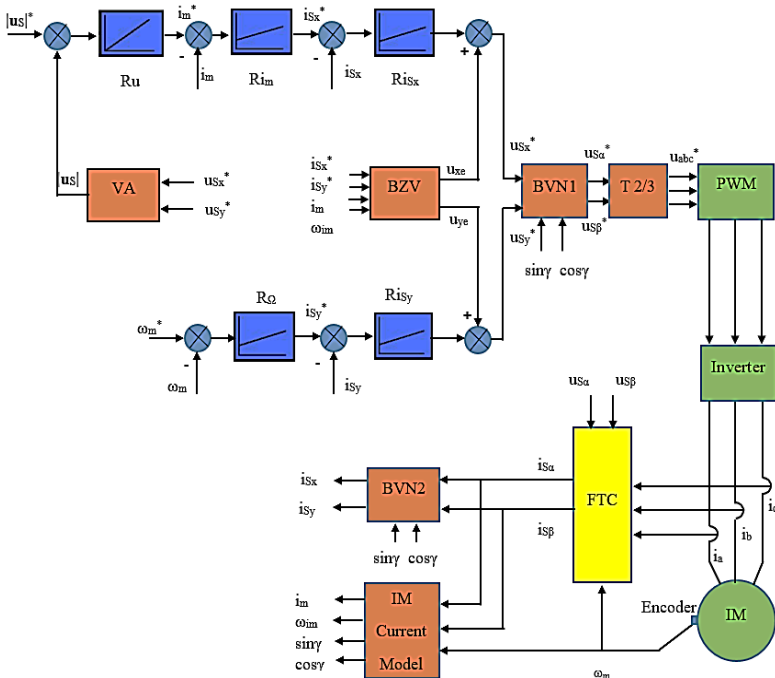 |uS|*
im*
iSx*
-
im
-
iSx
+
Ru
Rim
RiSx
|uS|
VA
uSx*
uSy*
iSx*
iSy*
im
ωim
BZV
uxe
uye
uSx*
uSy*
BVN1
sinγ
cosγ
uSα*
uSβ*
T 2/3
uabc*
PWM
RΩ
iSy*
RiSy
+
ωm*
-
ωm
-
iSy
Inverter
uSα
uSβ
iSx
iSy
BVN2
sinγ
cosγ
iSα
iSβ
FTC
ia
ib
im
ωim
sinγ
cosγ
IM
Current
Model
Encoder
IM
ωm